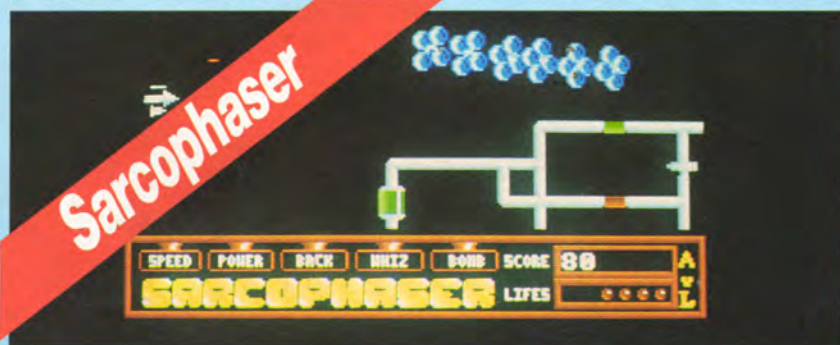 Sarcophaser
SPEED POWER BACK WHIZ BOMB SCORE 80
SARCOPHASER LIFES
A L